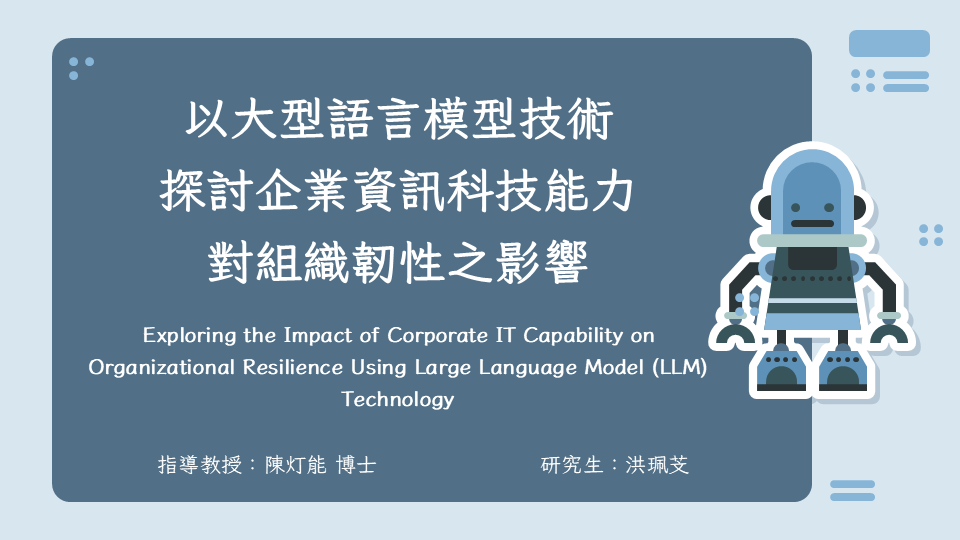 以大型語言模型技術
探討企業資訊科技能力
對組織韌性之影響
Exploring the Impact of Corporate IT Capability on
Organizational Resilience Using Large Language Model (LLM)
Technology
指導教授：陳灯能 博士
研究生：洪珮芰